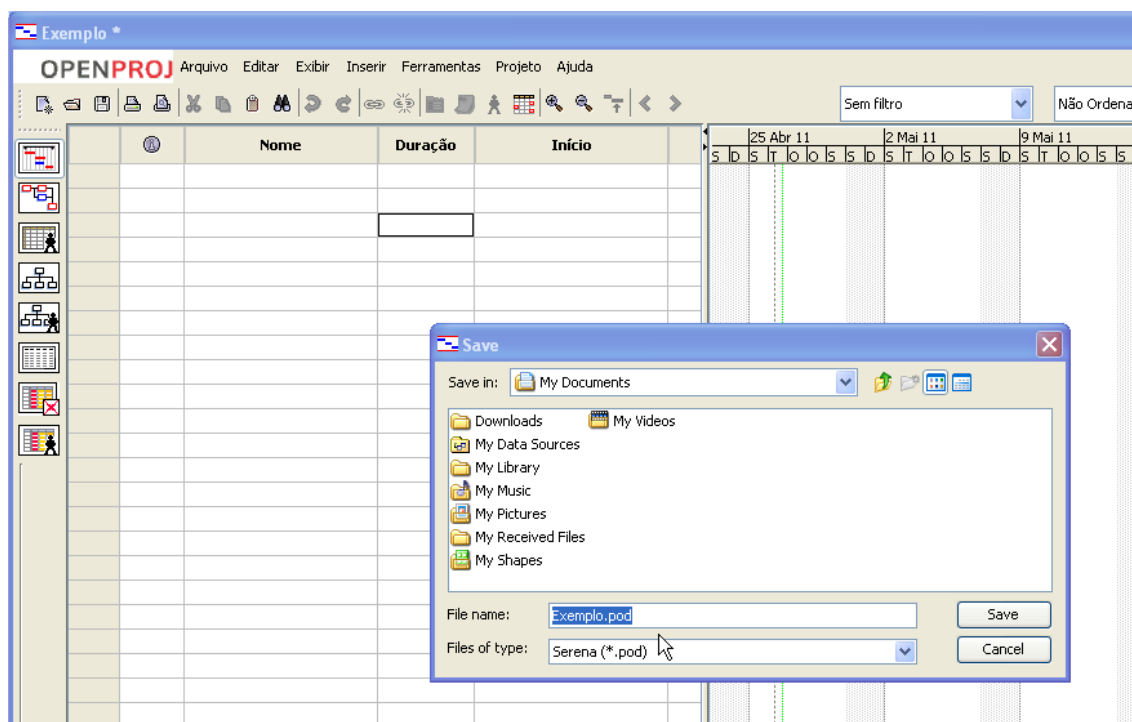 Exemplo *
OPENPROJ Arquivo Editar Exibir Inserir Ferramentas Projeto Ajuda
Sem filtro Não Ordena
Nome Duração Início
25 Abr 11 2 Mai 11 9 Mai 11
S D S T O O S S D S T O O S S D S T O O S S
Save
Save in: My Documents
Downloads My Videos
My Data Sources
My Library
My Music
My Pictures
My Received Files
My Shapes
File name: Exemplo.pod Save
Files of type: Serena (*.pod) Cancel